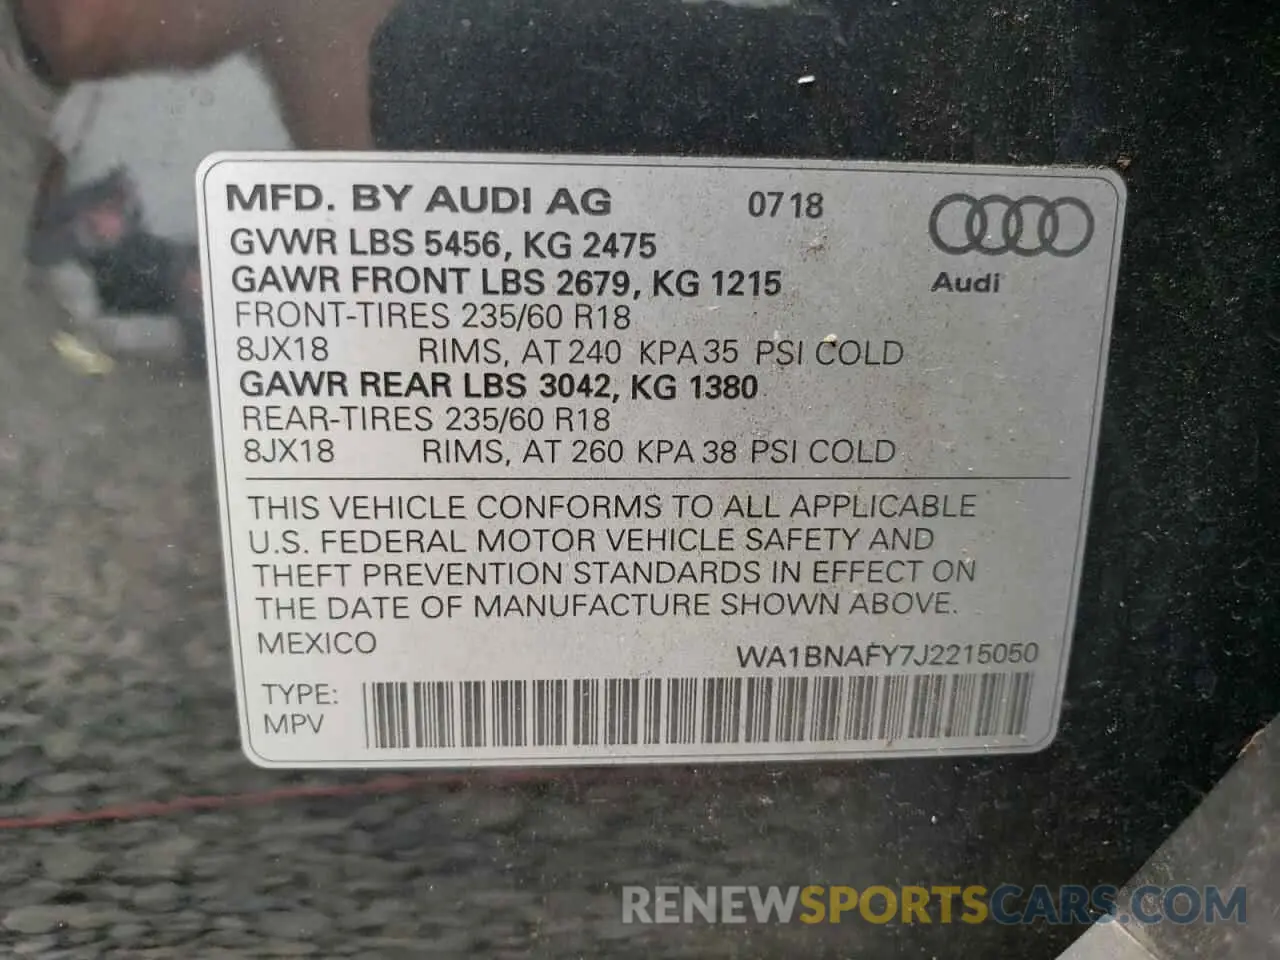 MFD. BY AUDI AG 0718
GVWR LBS 5456, KG 2475
GAWR FRONT LBS 2679, KG 1215
Audi
FRONT-TIRES 235/60 R18
8JX18 RIMS, AT 240 KPA 35 PSI COLD
GAWR REAR LBS 3042, KG 1380
REAR-TIRES 235/60 R18
8JX18 RIMS, AT 260 KPA 38 PSI COLD
THIS VEHICLE CONFORMS TO ALL APPLICABLE
U.S. FEDERAL MOTOR VEHICLE SAFETY AND
THEFT PREVENTION STANDARDS IN EFFECT ON
THE DATE OF MANUFACTURE SHOWN ABOVE.
MEXICO WA1BNAFY7J2215050
TYPE:
MPV
RENEWSPORTSCARS.COM